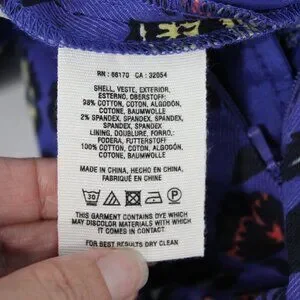 RN : 66170 CA : 32054
SHELL, VESTE, EXTERIOR,
ESTERNO, OBERSTOFF:
98% COTTON, COTON, ALGODÓN,
COTONE, BAUMWOLLE
2% SPANDEX, SPANDEX, SPANDEX
SPANDEX, SPANDEX
LINING, DOUBLURE, FORRO,
FODERA, FUTTERSTOFF
100% COTTON, COTON, ALGODÓN,
COTONE, BAUMWOLLE
MADE IN CHINA, HECHO EN CHINA,
FABRIQUÉ EN CHINE
30
P
THIS GARMENT CONTAINS DYE WHICH
MAY DISCOLOR MATERIALS WITH WHICH
IT COMES IN CONTACT
FOR BEST RESULTS DRY CLEAN